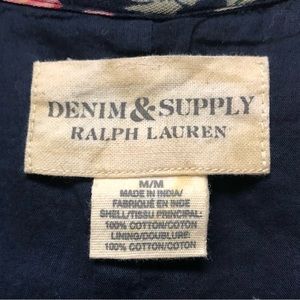 DENIM & SUPPLY
RALPH LAUREN
M/M
MADE IN INDIA/
FABRIQUÉ EN INDE
SHELL/TISSU PRINCIPAL:
100% COTTON/COTON
LINING/DOUBLURE:
100% COTTON/COTON